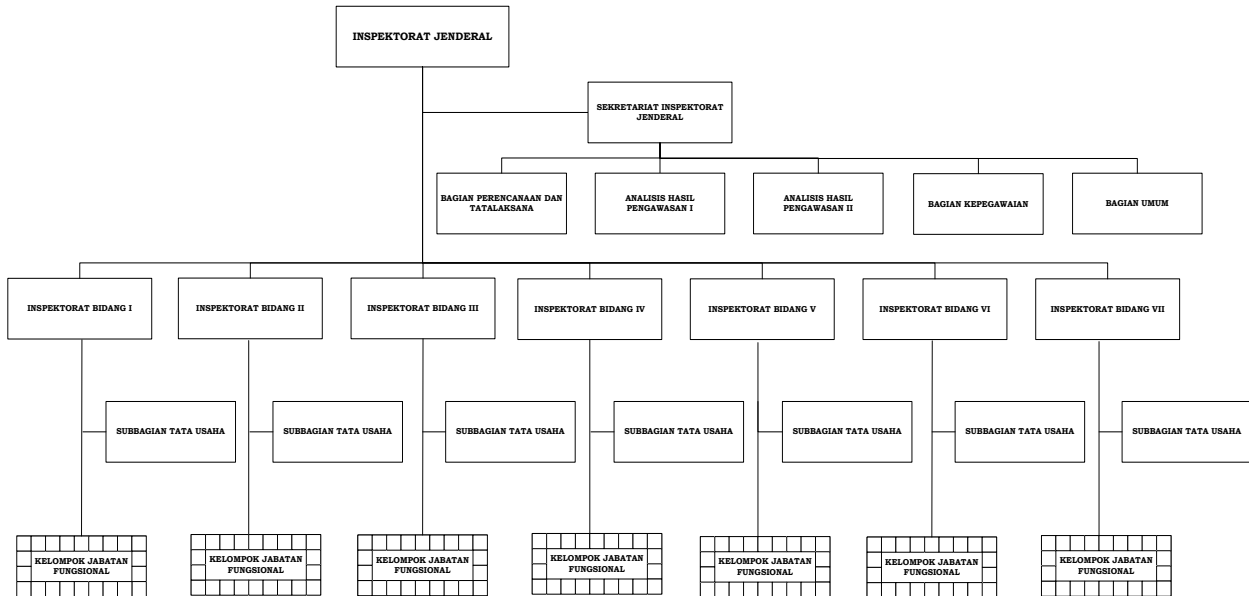 INSPEKTORAT JENDERAL
SEKRETARIAT INSPEKTORAT
JENDERAL
BAGIAN PERENCANAAN DAN
TATALAKSANA
ANALISIS HASIL
PENGAWASAN I
ANALISIS HASIL
PENGAWASAN II
BAGIAN KEPEGAWAIAN
BAGIAN UMUM
INSPEKTORAT BIDANG I
INSPEKTORAT BIDANG II
INSPEKTORAT BIDANG III
INSPEKTORAT BIDANG IV
INSPEKTORAT BIDANG V
INSPEKTORAT BIDANG VI
INSPEKTORAT BIDANG VII
SUBBAGIAN TATA USAHA
SUBBAGIAN TATA USAHA
SUBBAGIAN TATA USAHA
SUBBAGIAN TATA USAHA
SUBBAGIAN TATA USAHA
SUBBAGIAN TATA USAHA
SUBBAGIAN TATA USAHA
KELOMPOK JABATAN
FUNGSIONAL
KELOMPOK JABATAN
FUNGSIONAL
KELOMPOK JABATAN
FUNGSIONAL
KELOMPOK JABATAN
FUNGSIONAL
KELOMPOK JABATAN
FUNGSIONAL
KELOMPOK JABATAN
FUNGSIONAL
KELOMPOK JABATAN
FUNGSIONAL